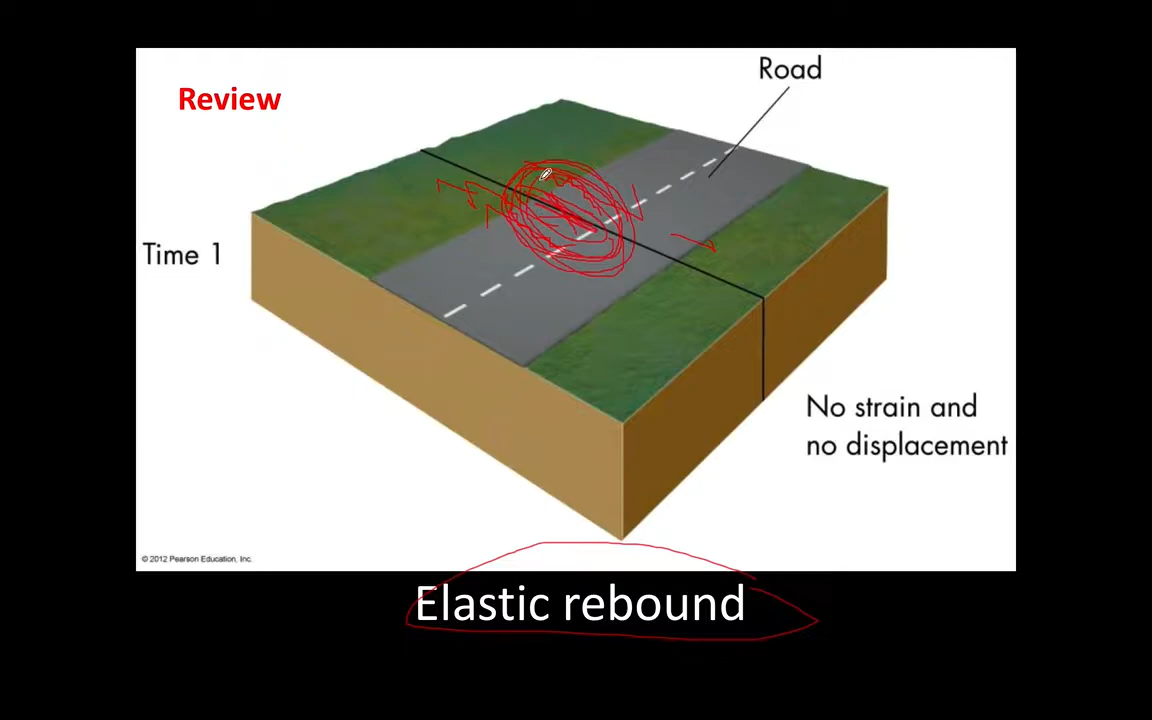 Road
Review
Time 1
No strain and
no displacement
© 2012 Pearson Education, Inc.
Elastic rebound